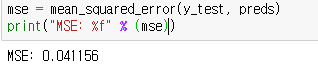 mse = mean_squared_error(y_test, preds)
print("MSE: %f" % (mse))
MSE: 0.041156